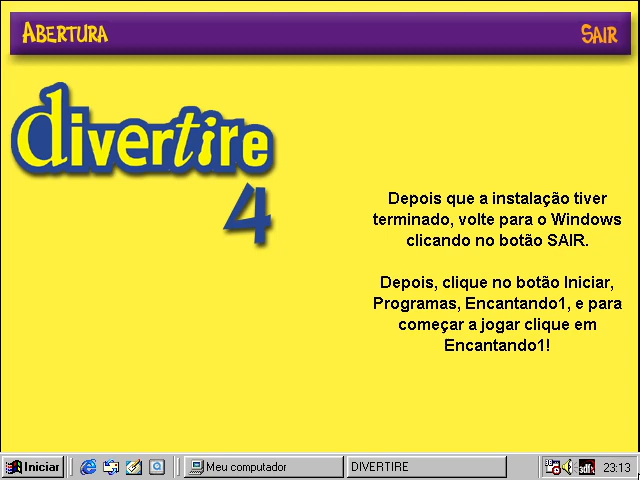 ABERTURA
SAIR
divertire
4
Depois que a instalação tiver
terminado, volte para o Windows
clicando no botão SAIR.
Depois, clique no botão Iniciar,
Programas, Encantando1, e para
começar a jogar clique em
Encantando1!
Iniciar
Meu computador
DIVERTIRE
3dfx
23:13